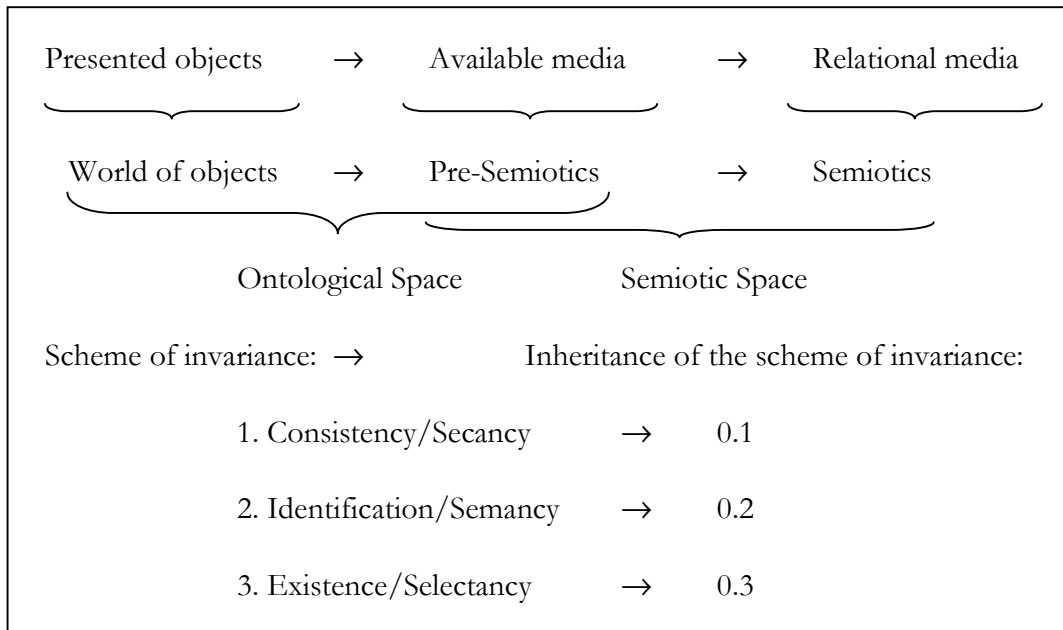 Presented objects → Available media → Relational media
World of objects → Pre-Semiotics → Semiotics
Ontological Space Semiotic Space
Scheme of invariance: → Inheritance of the scheme of invariance:
1. Consistency/Secancy → 0.1
2. Identification/Semancy → 0.2
3. Existence/Selectancy → 0.3